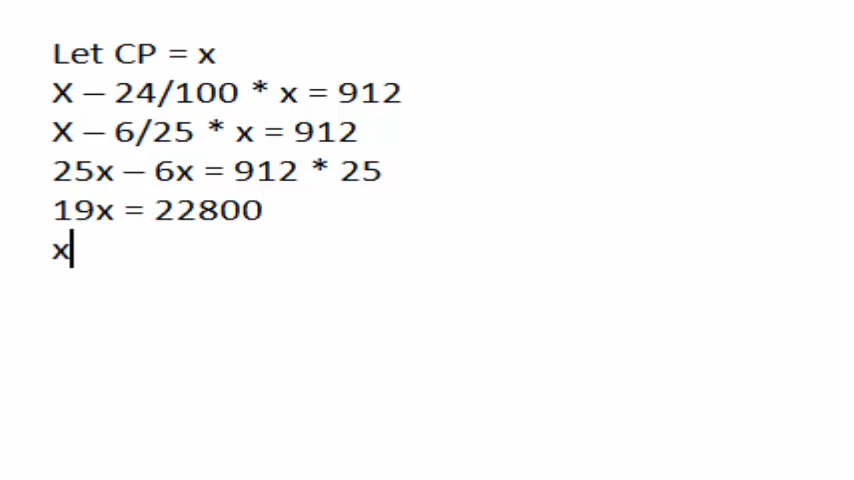 Let CP = x
X – 24/100 * x = 912
X – 6/25 * x = 912
25x – 6x = 912 * 25
19x = 22800
x